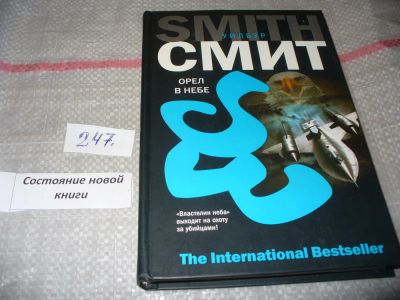 SMITH
УИЛБУР
СМИТ
ОРЕЛ
В НЕБЕ
247.
Состояние новой
книги
«Властелин неба»
выходит на охоту
за убийцами!
The International Bestseller